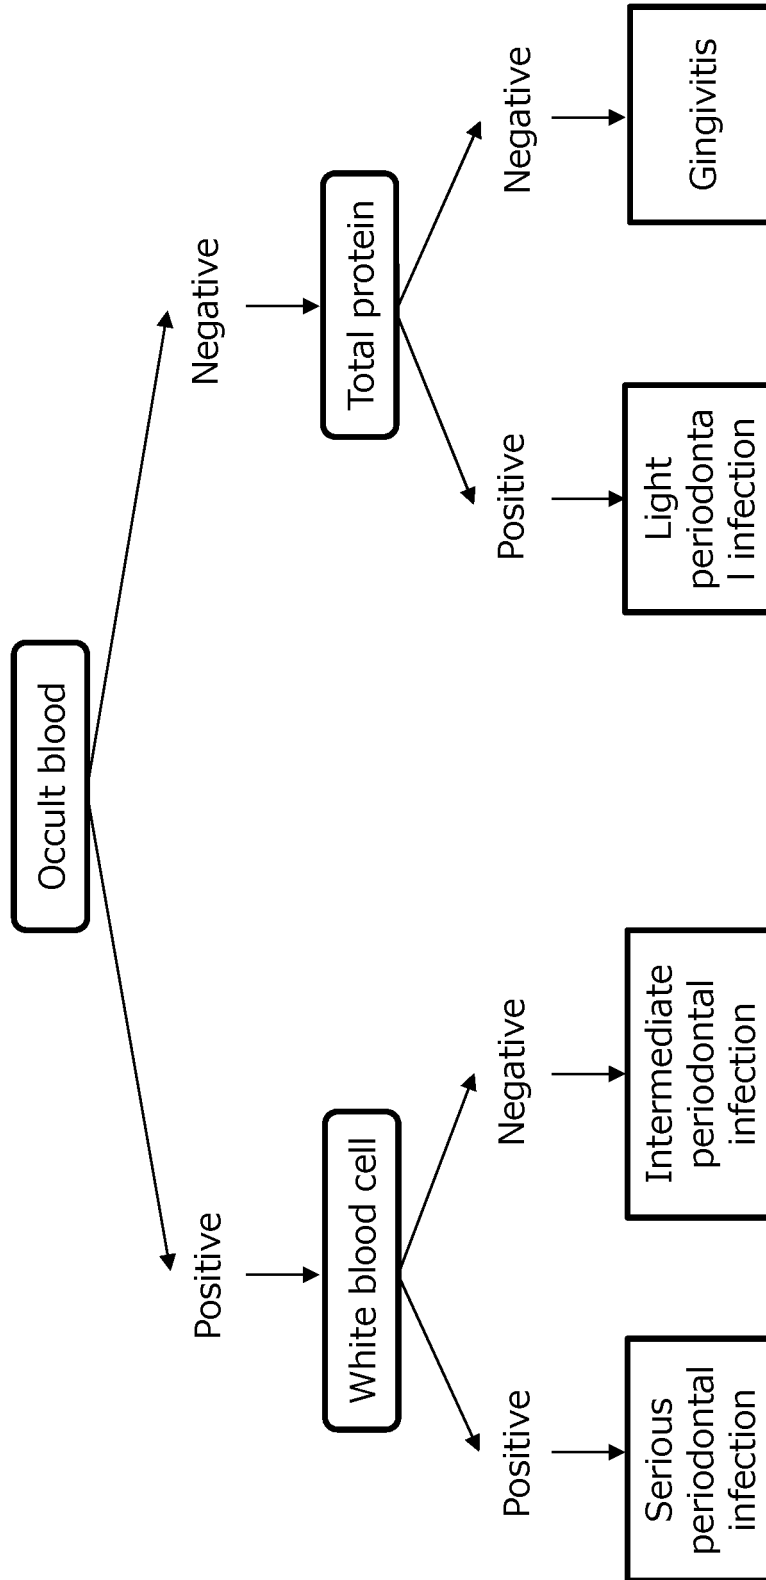 Occult blood
Positive
Negative
White blood cell
Total protein
Positive
Negative
Positive
Negative
Serious
periodontal
infection
Intermediate
periodontal
infection
Light
periodonta
l infection
Gingivitis